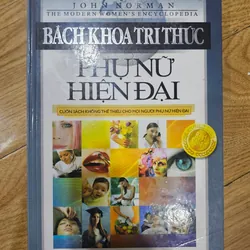 JOHN NORMAN
THE MODERN WOMEN'S ENCYCLOPEDIA
BÁCH KHOA TRI THỨC
PHỤ NỮ
HIỆN ĐẠI
CUỐN SÁCH KHÔNG THỂ THIẾU CHO MỌI NGƯỜI PHỤ NỮ HIỆN ĐẠI